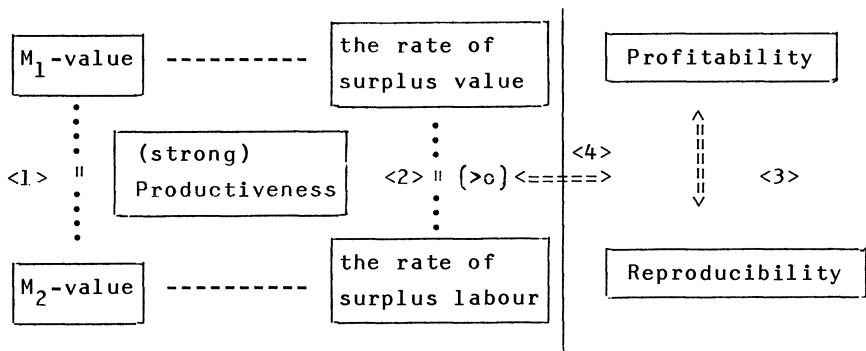 M1-value ---------- the rate of surplus value
Profitability
(strong) Productiveness
<1> = <2> = (>o) <=====> <4>
<=====> <3>
M2-value ---------- the rate of surplus labour
Reproducibility